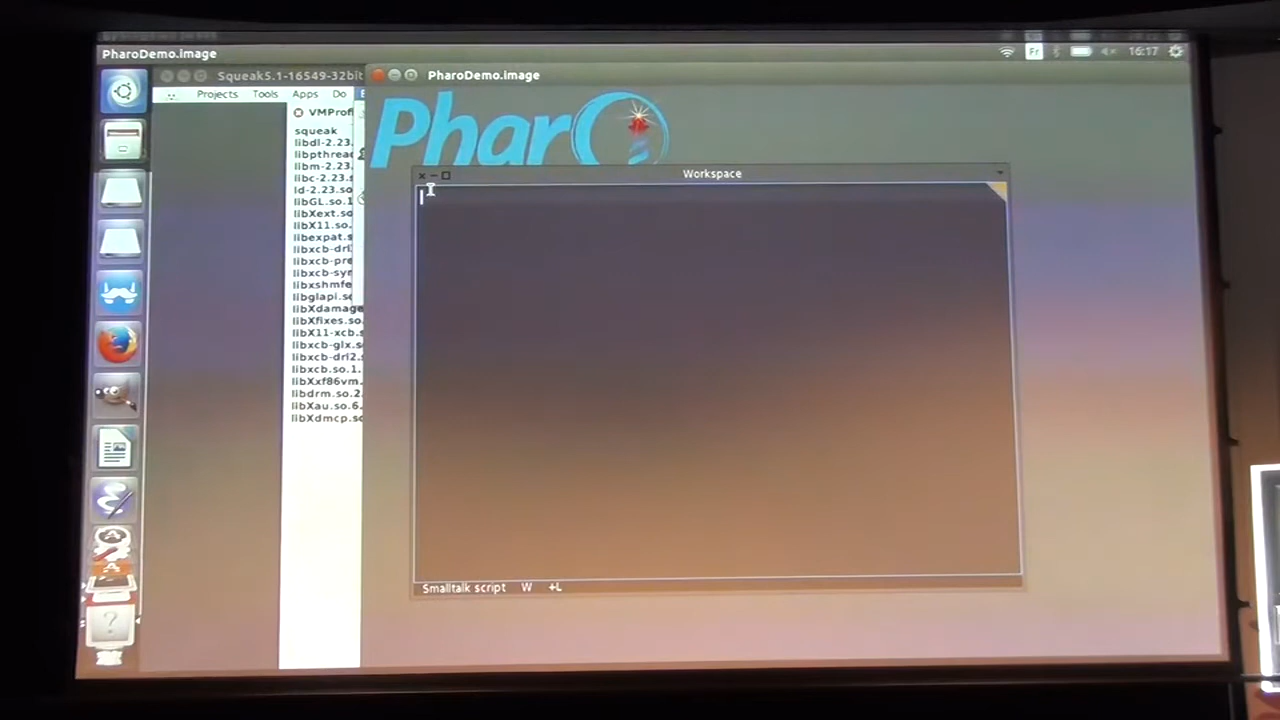 PharoDemo.image
Fr
16:17
Squeak5.1-16549-32bit
PharoDemo.image
Projects Tools Apps Do
VMProfi
squeak
libdl-2.23.
libpthread
libm-2.23.
libc-2.23.s
ld-2.23.so
libGL.so.1
libXext.so
libX11.so.
libexpat.s
libxcb-dri
libxcb-pre
libxcb-syn
libxshmfe
libglapi.so
libXdamage
libXfixes.so.
libX11-xcb.s
libxcb-glx.s
libxcb-dri2.s
libxcb.so.1.
libXxf86vm.
libdrm.so.2.
libXau.so.6.
libXdmcp.so
Pharo
Workspace
Smalltalk script W +L